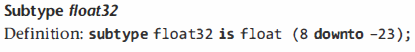 Subtype float32
Definition: subtype float32 is float (8 downto -23);